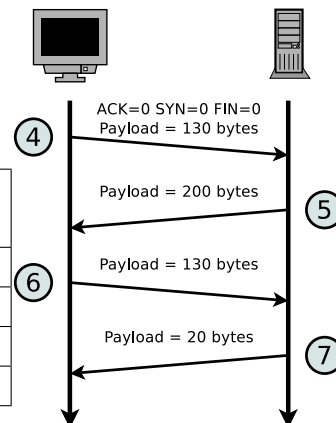 ACK=0 SYN=0 FIN=0
4
Payload = 130 bytes
Payload = 200 bytes
5
Payload = 130 bytes
6
Payload = 20 bytes
7